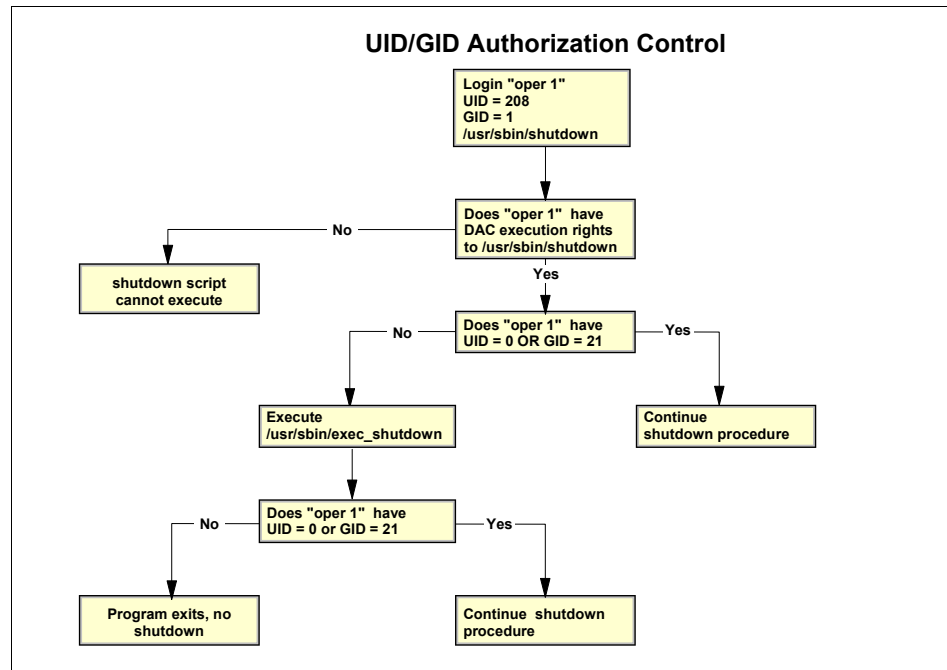 UID/GID Authorization Control
Login "oper 1"
UID = 208
GID = 1
/usr/sbin/shutdown
Does "oper 1" have
DAC execution rights
to /usr/sbin/shutdown
No
Yes
shutdown script
cannot execute
Does "oper 1" have
UID = 0 OR GID = 21
No
Yes
Execute
/usr/sbin/exec_shutdown
Continue
shutdown procedure
Does "oper 1" have
UID = 0 or GID = 21
No
Yes
Program exits, no
shutdown
Continue shutdown
procedure